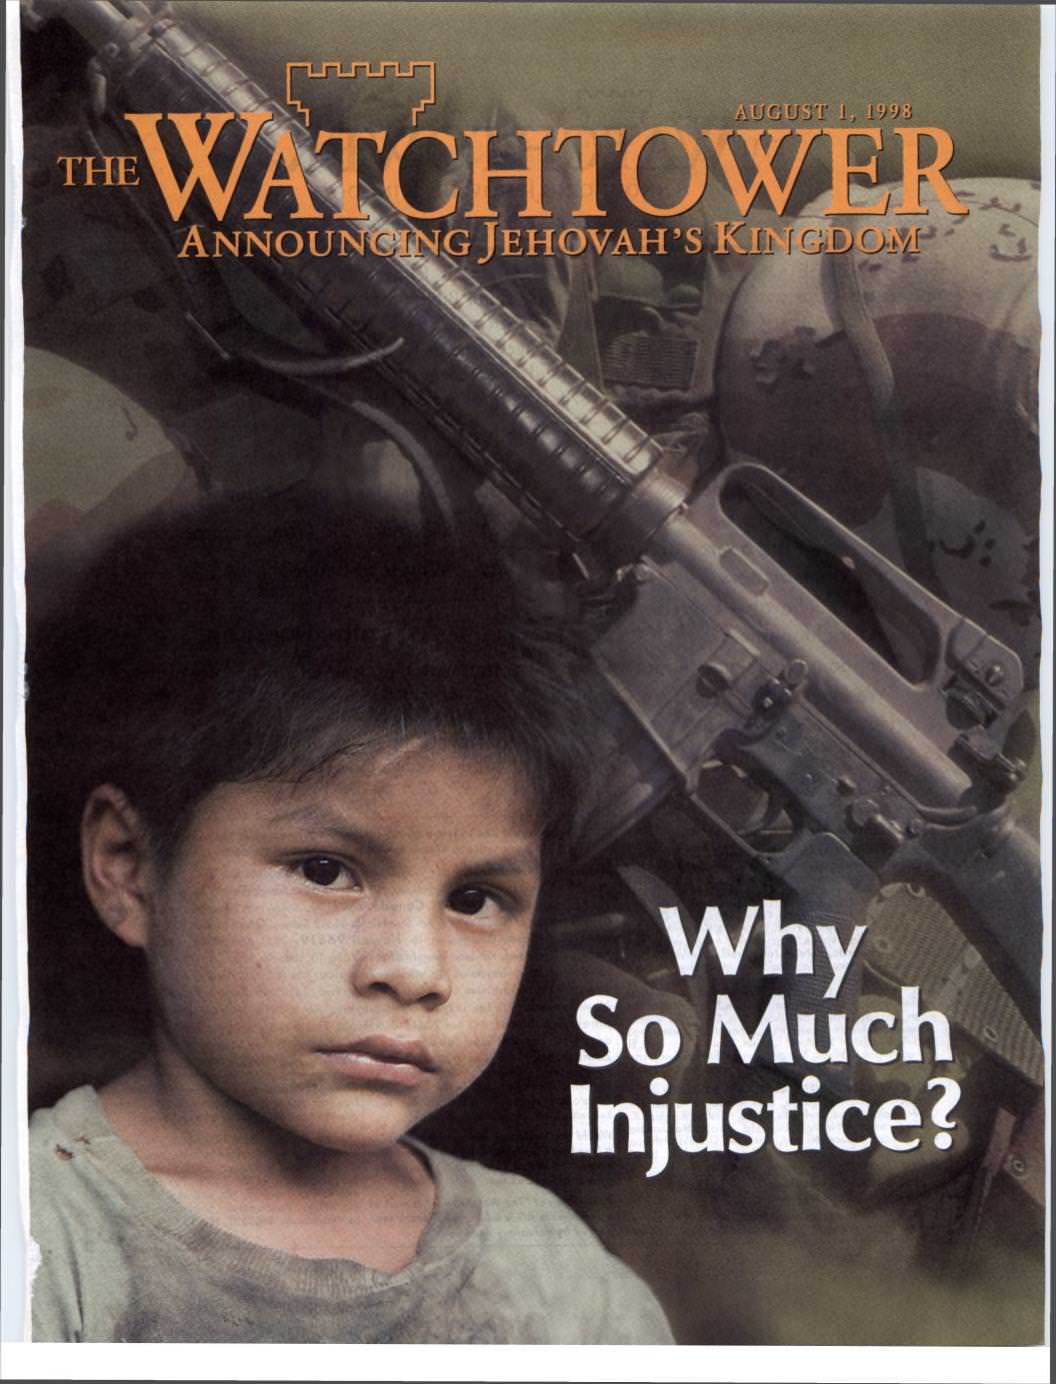 AUGUST 1, 1998
THE WATCHTOWER
ANNOUNCING JEHOVAH'S KINGDOM
Why
So Much
Injustice?